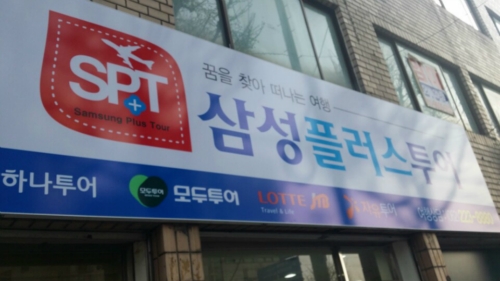 SPT
+
Samsung Plus Tour
꿈을 찾아 떠나는 여행
삼성플러스투어
하나투어
모두투어
모두투어
LOTTE JTB
Travel & Life